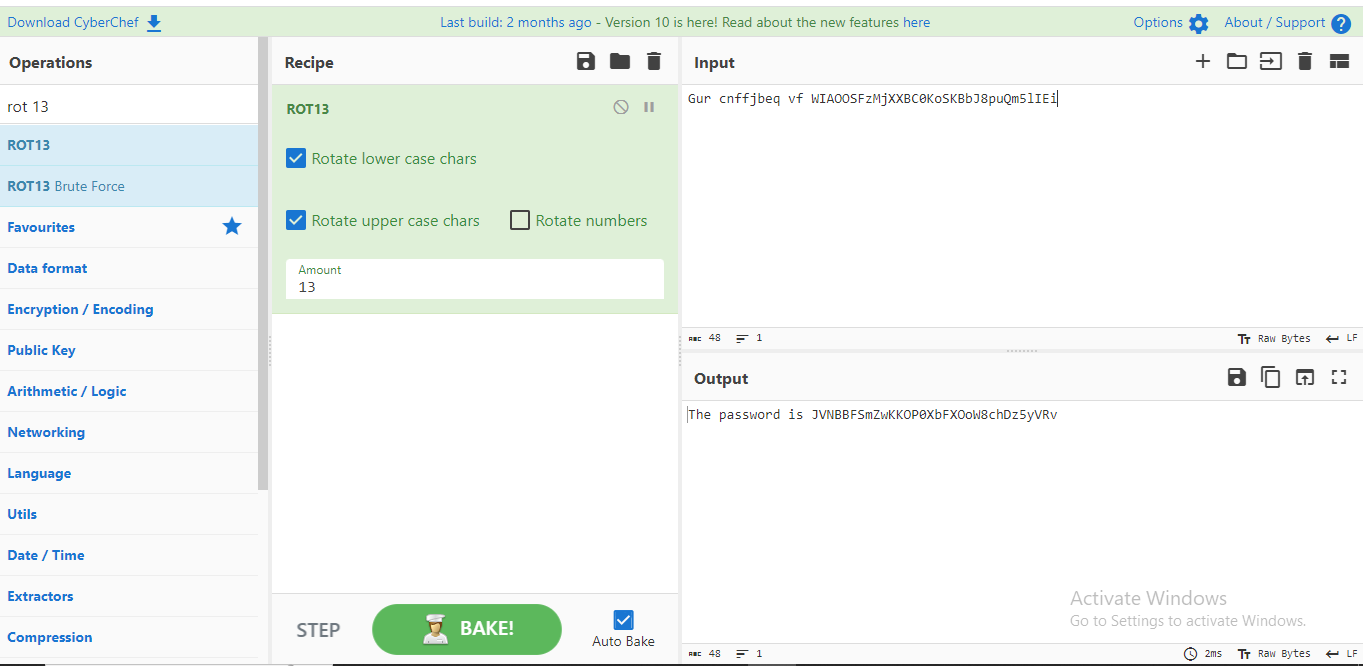 Download CyberChef
Last build: 2 months ago - Version 10 is here! Read about the new features here
Options
About / Support
Operations
rot 13
ROT13
ROT13 Brute Force
Favourites
Data format
Encryption / Encoding
Public Key
Arithmetic / Logic
Networking
Language
Utils
Date / Time
Extractors
Compression
Recipe
ROT13
Rotate lower case chars
Rotate upper case chars
Rotate numbers
Amount
13
STEP
BAKE!
Auto Bake
Input
Gur cnffjbeq vf WIAOOSFzMjXXBC0KoSKBbJ8puQm5lIEi
ABC 48
1
Tт Raw Bytes
LF
Output
The password is JVNBBFSmZwKKOP0XbFXOoW8chDz5yVRv
Activate Windows
Go to Settings to activate Windows.
ABC 48
1
2ms
Tт Raw Bytes
LF